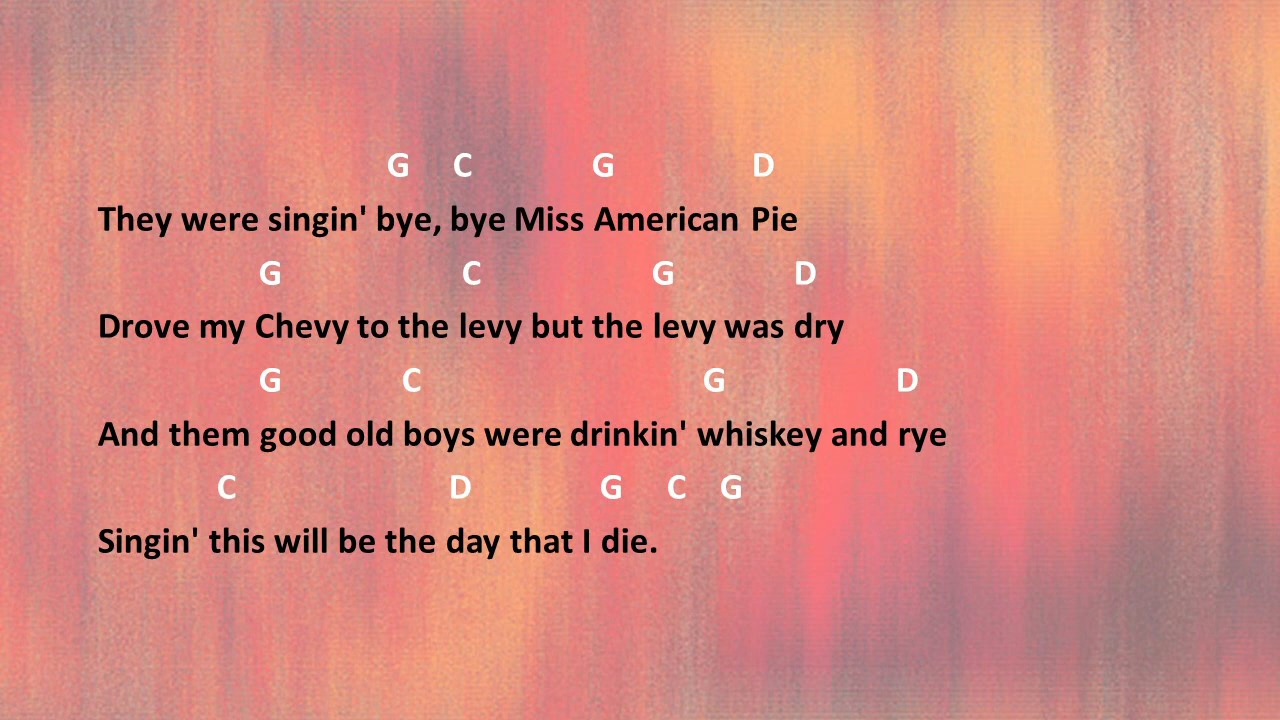 G C G D
They were singin' bye, bye Miss American Pie
G C G D
Drove my Chevy to the levy but the levy was dry
G C G D
And them good old boys were drinkin' whiskey and rye
C D G C G
Singin' this will be the day that I die.